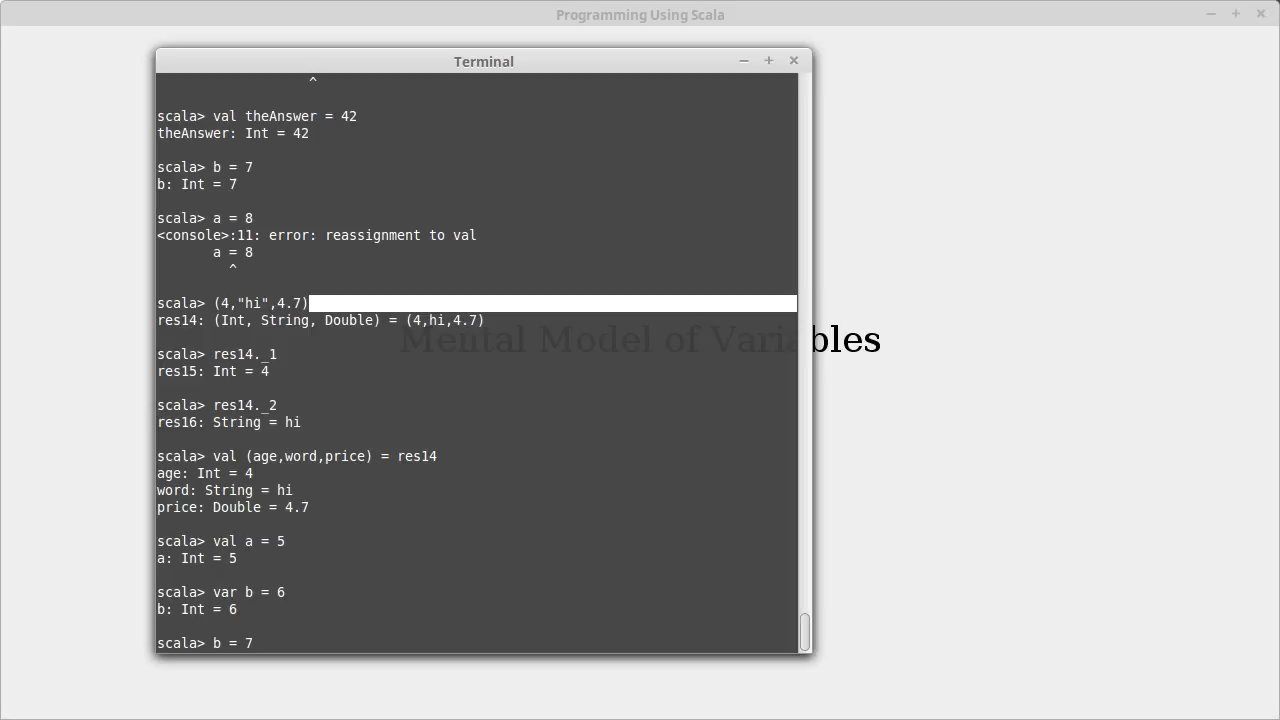 Programming Using Scala
Terminal
^
scala> val theAnswer = 42
theAnswer: Int = 42
scala> b = 7
b: Int = 7
scala> a = 8
<console>:11: error: reassignment to val
a = 8
^
scala> (4,"hi",4.7)
res14: (Int, String, Double) = (4,hi,4.7)
Mental Model of Variables
scala> res14._1
res15: Int = 4
scala> res14._2
res16: String = hi
scala> val (age,word,price) = res14
age: Int = 4
word: String = hi
price: Double = 4.7
scala> val a = 5
a: Int = 5
scala> var b = 6
b: Int = 6
scala> b = 7